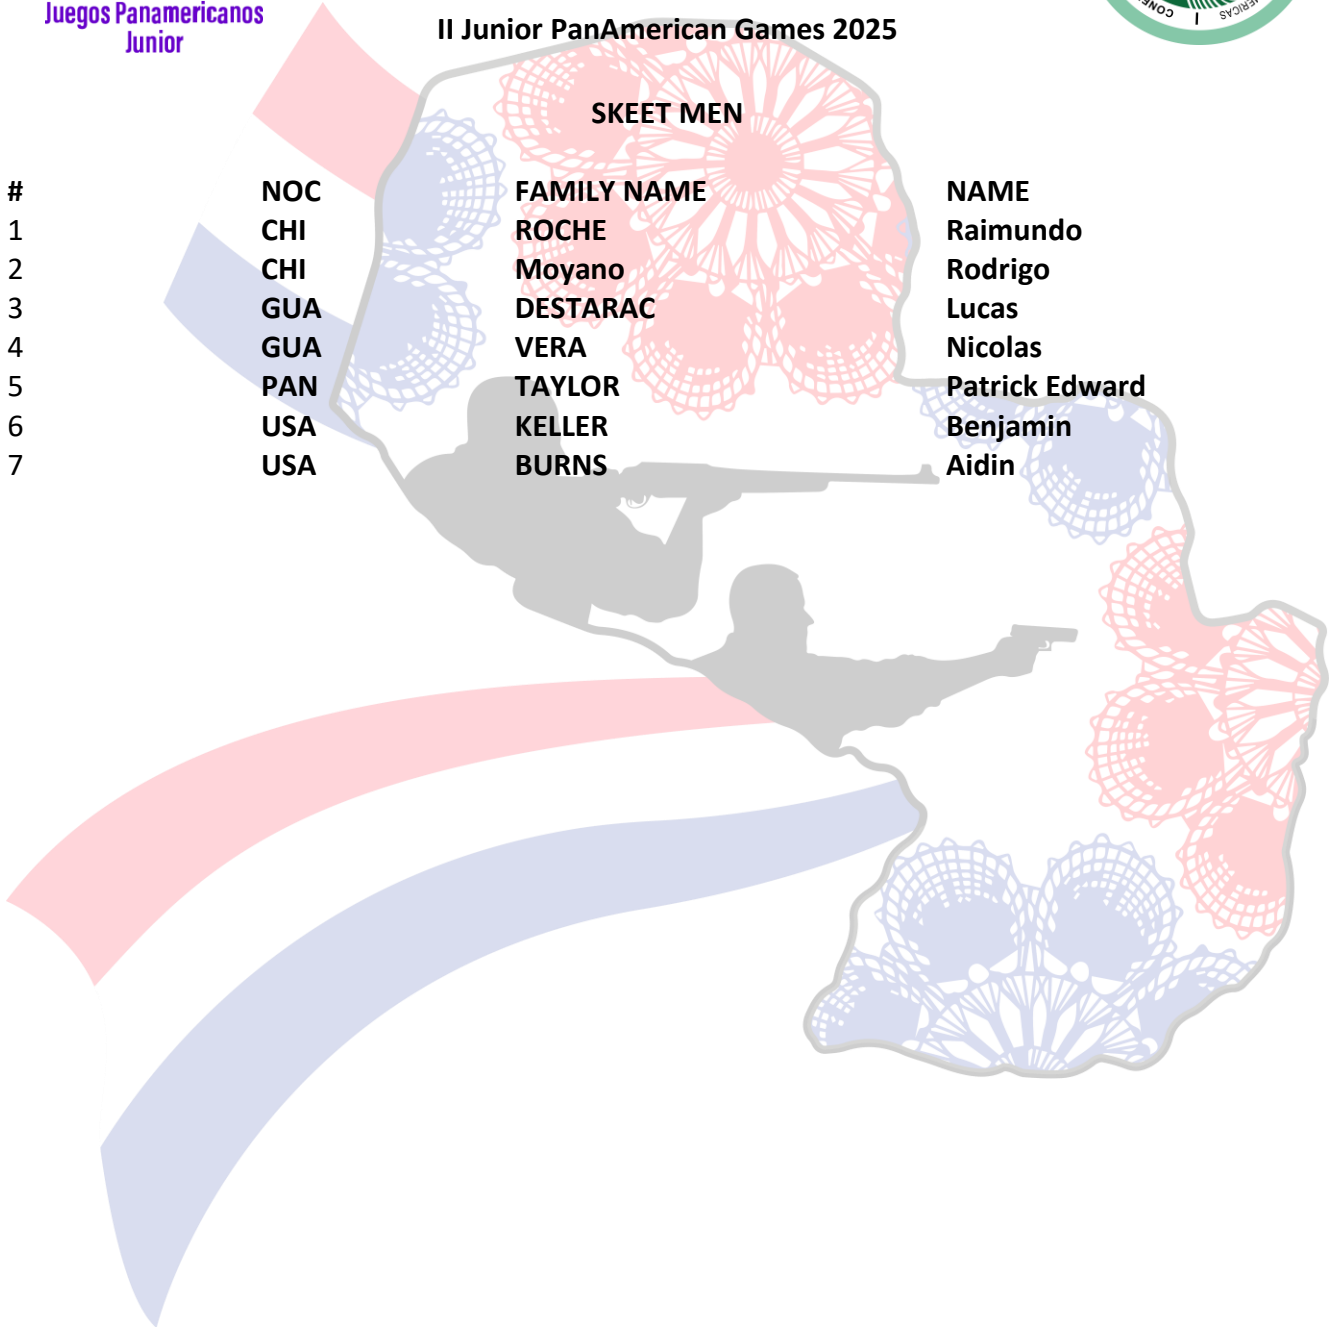 Juegos Panamericanos
Junior
II Junior PanAmerican Games 2025
SKEET MEN
# NOC FAMILY NAME NAME
1 CHI ROCHE Raimundo
2 CHI Moyano Rodrigo
3 GUA DESTARAC Lucas
4 GUA VERA Nicolas
5 PAN TAYLOR Patrick Edward
6 USA KELLER Benjamin
7 USA BURNS Aidin